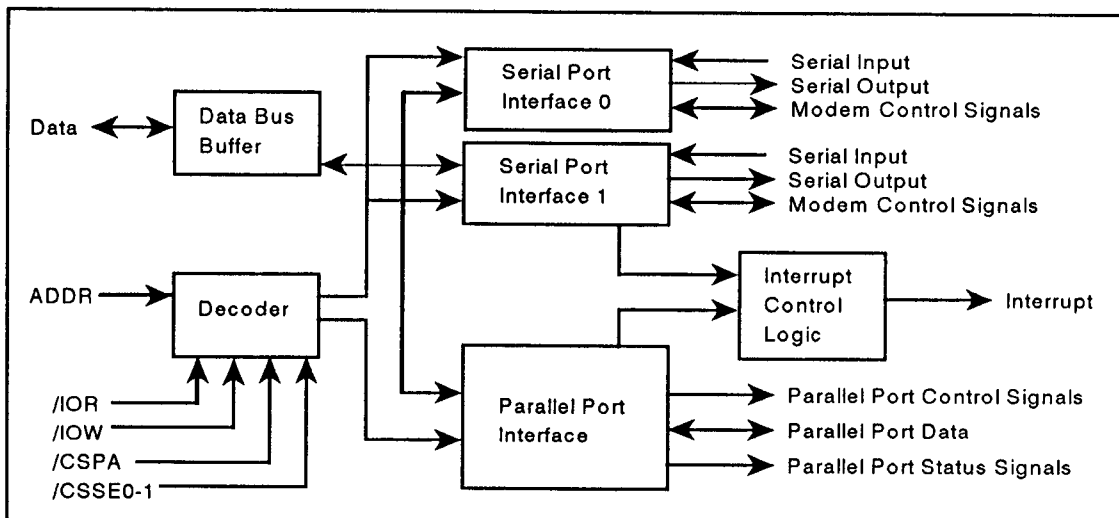 Data
Data Bus
Buffer
Serial Port
Interface 0
Serial Input
Serial Output
Modem Control Signals
Serial Port
Interface 1
Serial Input
Serial Output
Modem Control Signals
ADDR
Decoder
Interrupt
Control
Logic
Interrupt
/IOR
/IOW
/CSPA
/CSSE0-1
Parallel Port
Interface
Parallel Port Control Signals
Parallel Port Data
Parallel Port Status Signals